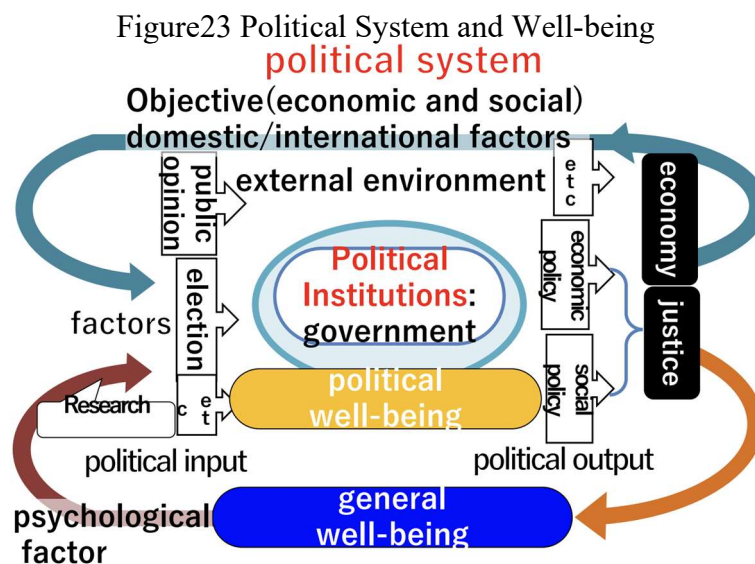 Figure23 Political System and Well-being
political system
Objective(economic and social)
domestic/international factors
public
opinion
external environment
etc
economy
election
factors
Political
Institutions:
government
economic
policy
justice
Research
etc
political
well-being
social
policy
political input
political output
psychological
factor
general
well-being